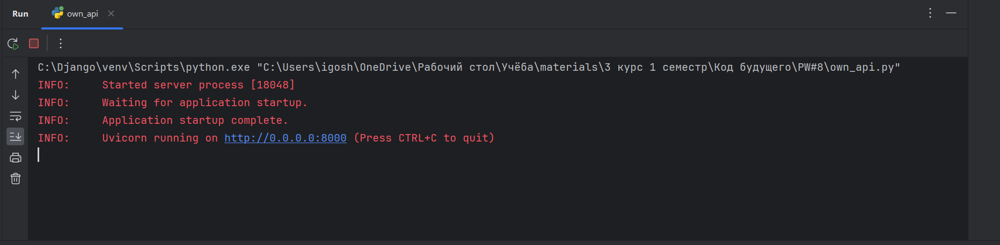 Run own_api
C:\Django\venv\Scripts\python.exe "C:\Users\igosh\OneDrive\Рабочий стол\Учёба\materials\3 курс 1 семестр\Код будущего\PW#8\own_api.py"
INFO:     Started server process [18048]
INFO:     Waiting for application startup.
INFO:     Application startup complete.
INFO:     Uvicorn running on http://0.0.0.0:8000 (Press CTRL+C to quit)